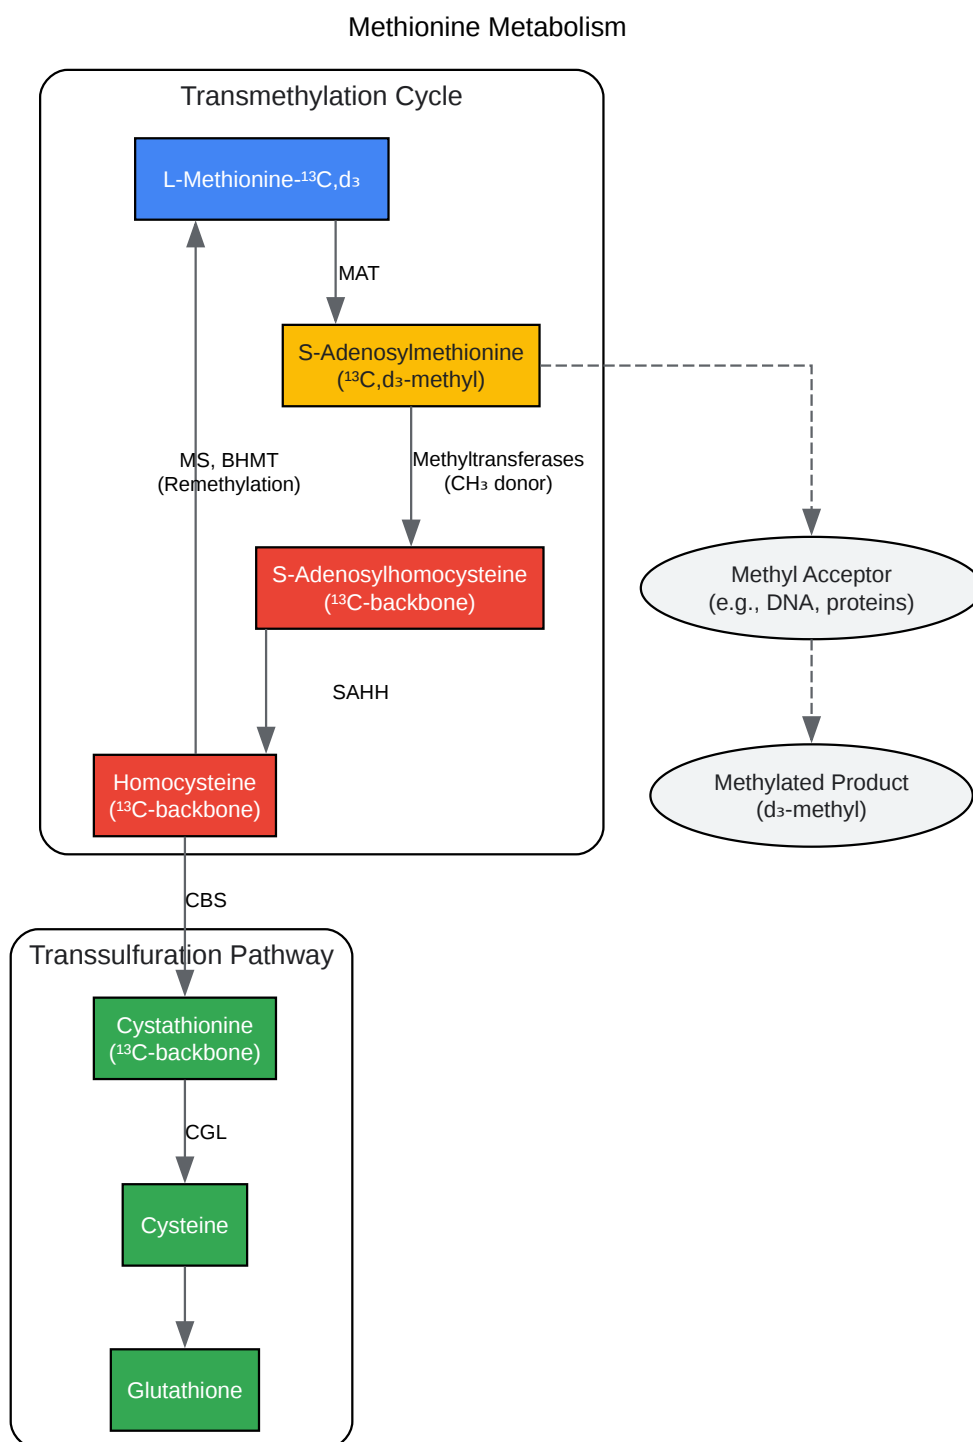 Methionine Metabolism
Transmethylation Cycle
L-Methionine-¹³C,d₃
MAT
S-Adenosylmethionine
(¹³C,d₃-methyl)
MS, BHMT
(Remethylation)
Methyltransferases
(CH₃ donor)
S-Adenosylhomocysteine
(¹³C-backbone)
Methyl Acceptor
(e.g., DNA, proteins)
SAHH
Homocysteine
(¹³C-backbone)
Methylated Product
(d₃-methyl)
CBS
Transsulfuration Pathway
Cystathionine
(¹³C-backbone)
CGL
Cysteine
Glutathione